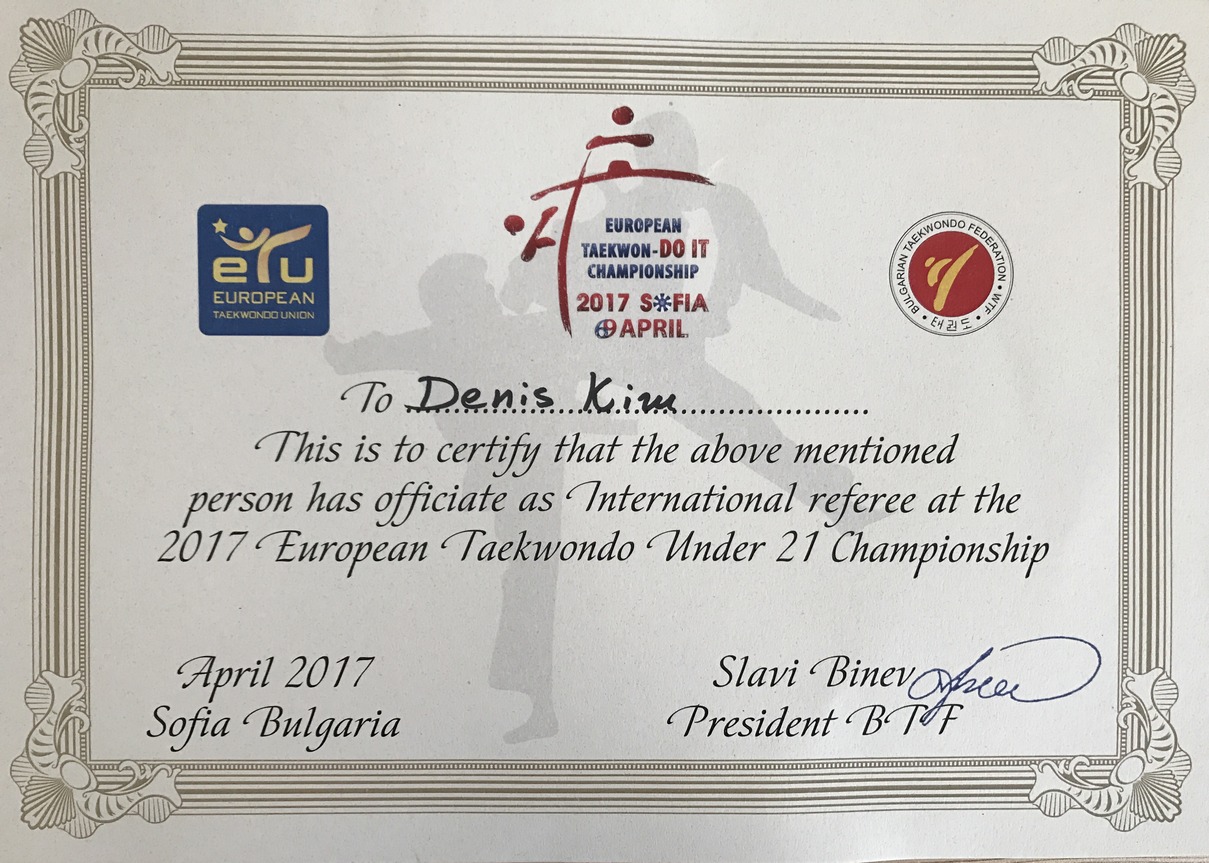 eTu
EUROPEAN
TAEKWONDO UNION
EUROPEAN
TAEKWON-DO IT
CHAMPIONSHIP
2017 SOFIA
APRIL
BULGARIAN TAEKWONDO FEDERATION • WTF •
태권도
To Denis Kim
This is to certify that the above mentioned
person has officiate as International referee at the
2017 European Taekwondo Under 21 Championship
April 2017
Sofia Bulgaria
Slavi Binev
President BTF